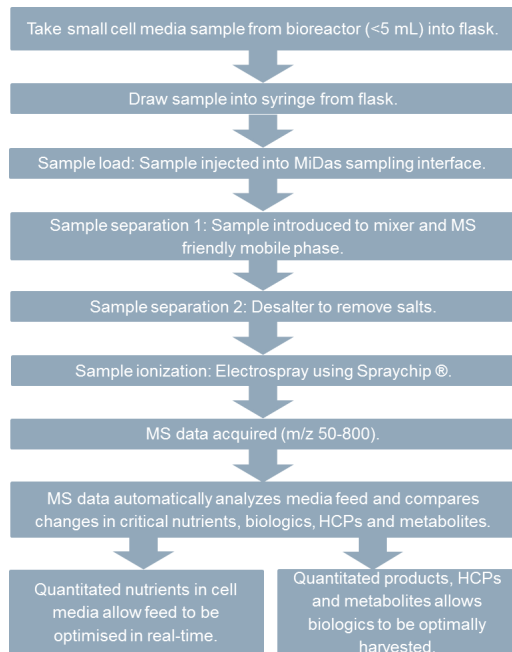 Take small cell media sample from bioreactor (<5 mL) into flask.
Draw sample into syringe from flask.
Sample load: Sample injected into MiDas sampling interface.
Sample separation 1: Sample introduced to mixer and MS
friendly mobile phase.
Sample separation 2: Desalter to remove salts.
Sample ionization: Electrospray using Spraychip ®.
MS data acquired (m/z 50-800).
MS data automatically analyzes media feed and compares
changes in critical nutrients, biologics, HCPs and metabolites.
Quantitated nutrients in cell
media allow feed to be
optimised in real-time.
Quantitated products, HCPs
and metabolites allows
biologics to be optimally
harvested.